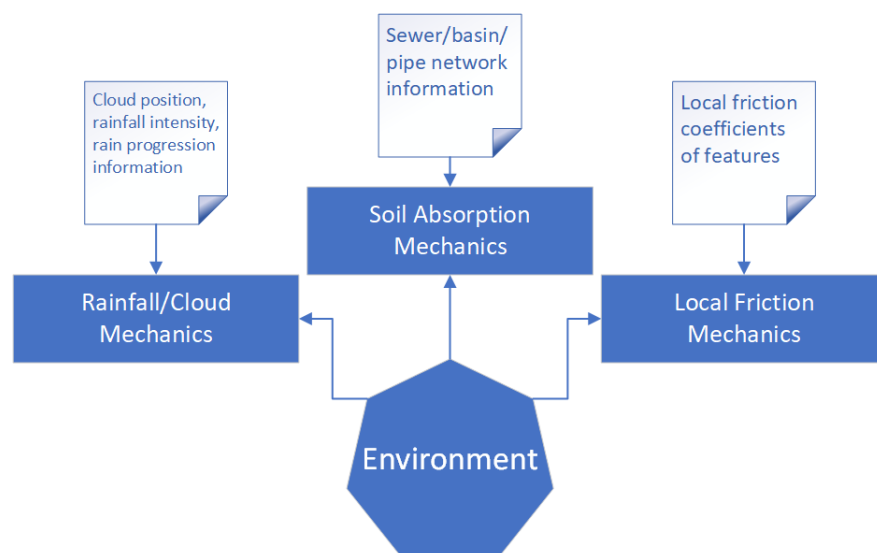 Sewer/basin/
pipe network
information
Cloud position,
rainfall intensity,
rain progression
information
Local friction
coefficients
of features
Soil Absorption
Mechanics
Rainfall/Cloud
Mechanics
Local Friction
Mechanics
Environment